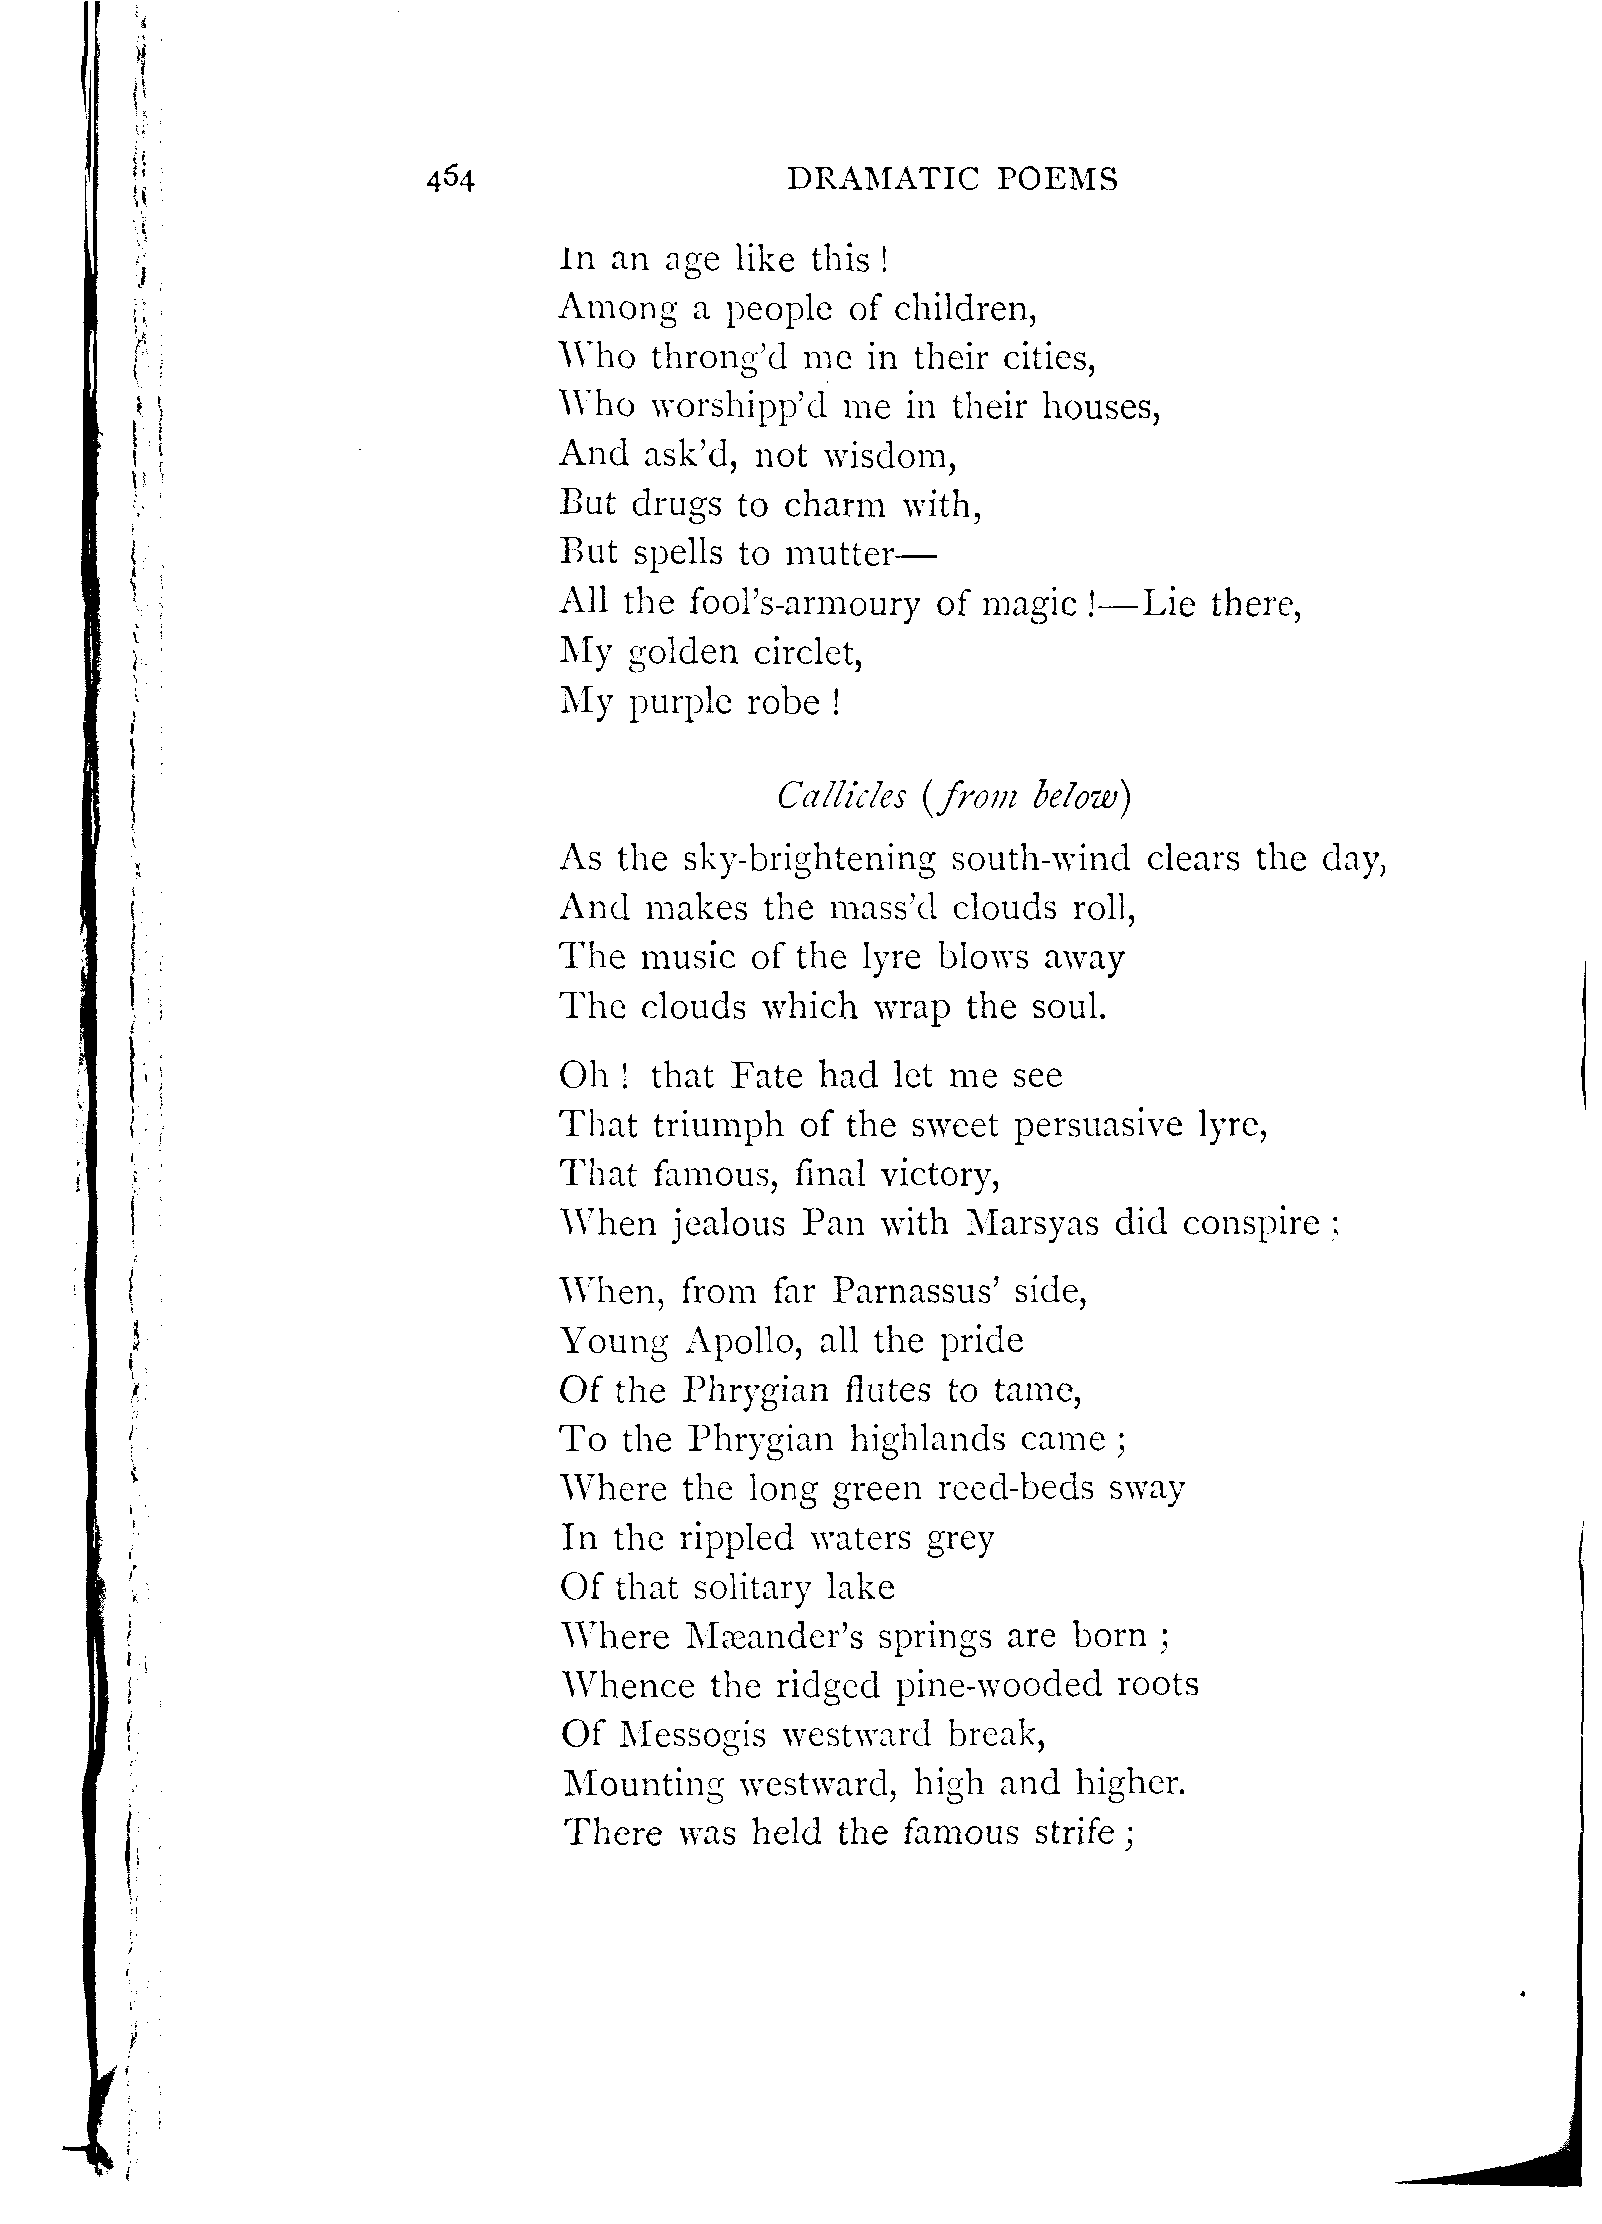 464 DRAMATIC POEMS
In an age like this !
Among a people of children,
Who throng'd me in their cities,
Who worshipp'd me in their houses,
And ask'd, not wisdom,
But drugs to charm with,
But spells to mutter—
All the fool's-armoury of magic !—Lie there,
My golden circlet,
My purple robe !
Callicles (from below)
As the sky-brightening south-wind clears the day,
And makes the mass'd clouds roll,
The music of the lyre blows away
The clouds which wrap the soul.
Oh ! that Fate had let me see
That triumph of the sweet persuasive lyre,
That famous, final victory,
When jealous Pan with Marsyas did conspire ;
When, from far Parnassus' side,
Young Apollo, all the pride
Of the Phrygian flutes to tame,
To the Phrygian highlands came ;
Where the long green reed-beds sway
In the rippled waters grey
Of that solitary lake
Where Mæander's springs are born ;
Whence the ridged pine-wooded roots
Of Messogis westward break,
Mounting westward, high and higher.
There was held the famous strife ;